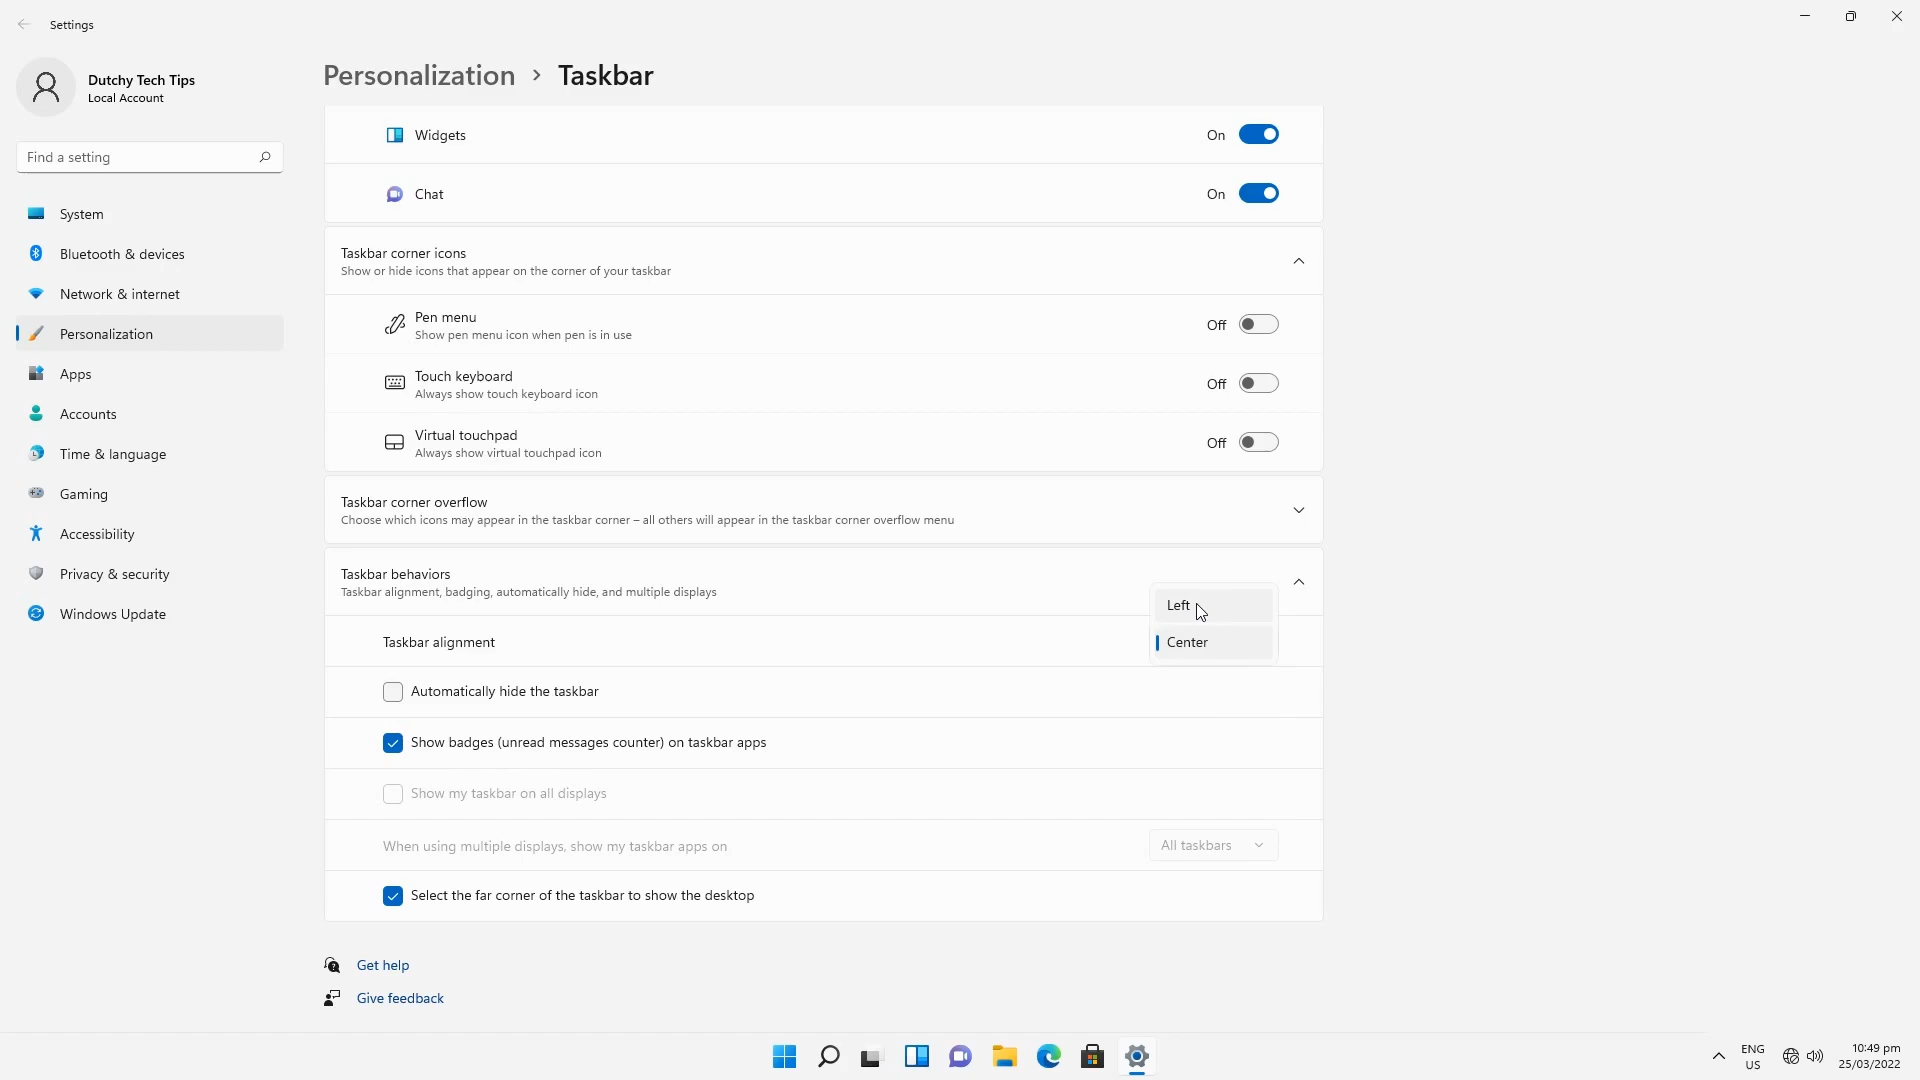 Settings
Dutchy Tech Tips
Local Account
Find a setting
System
Bluetooth & devices
Network & internet
Personalization
Apps
Accounts
Time & language
Gaming
Accessibility
Privacy & security
Windows Update
Personalization > Taskbar
Widgets On
Chat On
Taskbar corner icons
Show or hide icons that appear on the corner of your taskbar
Pen menu
Show pen menu icon when pen is in use
Off
Touch keyboard
Always show touch keyboard icon
Off
Virtual touchpad
Always show virtual touchpad icon
Off
Taskbar corner overflow
Choose which icons may appear in the taskbar corner – all others will appear in the taskbar corner overflow menu
Taskbar behaviors
Taskbar alignment, badging, automatically hide, and multiple displays
Left
Taskbar alignment Center
Automatically hide the taskbar
Show badges (unread messages counter) on taskbar apps
Show my taskbar on all displays
When using multiple displays, show my taskbar apps on All taskbars
Select the far corner of the taskbar to show the desktop
Get help
Give feedback
ENG
US
10:49 pm
25/03/2022